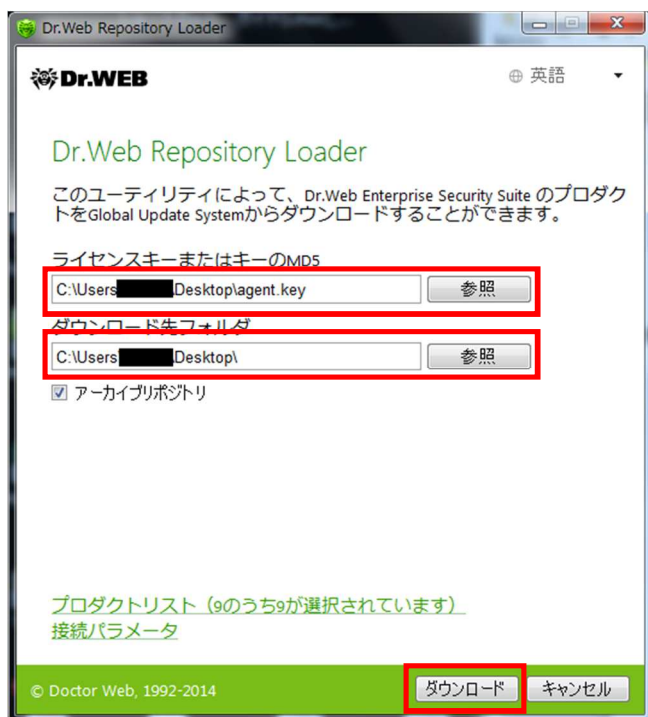 Dr.Web Repository Loader
Dr.WEB
英語
Dr.Web Repository Loader
このユーティリティによって、Dr.Web Enterprise Security Suite のプロダク
トをGlobal Update Systemからダウンロードすることができます。
ライセンスキーまたはキーのMD5
C:\Users Desktop\agent.key
参照
ダウンロード先フォルダ
C:\Users Desktop\
参照
アーカイブリポジトリ
プロダクトリスト（9のうち9が選択されています）
接続パラメータ
© Doctor Web, 1992-2014
ダウンロード
キャンセル